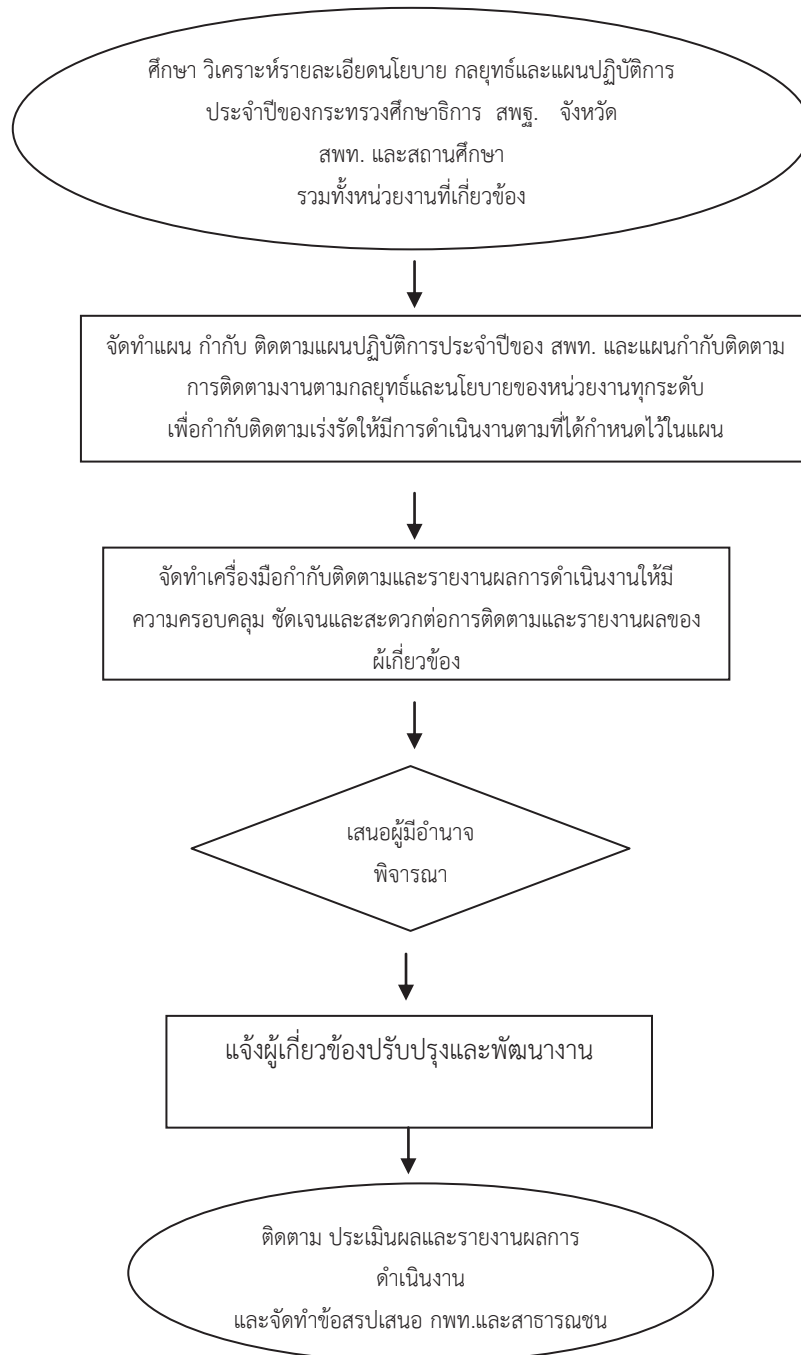 ศึกษา วิเคราะห์รายละเอียดนโยบาย กลยุทธ์และแผนปฏิบัติการ
ประจำปีของกระทรวงศึกษาธิการ สพฐ. จังหวัด
สพท. และสถานศึกษา
รวมทั้งหน่วยงานที่เกี่ยวข้อง
จัดทำแผน กำกับ ติดตามแผนปฏิบัติการประจำปีของ สพท. และแผนกำกับติดตาม
การติดตามงานตามกลยุทธ์และนโยบายของหน่วยงานทุกระดับ
เพื่อกำกับติดตามเร่งรัดให้มีการดำเนินงานตามที่ได้กำหนดไว้ในแผน
จัดทำเครื่องมือกำกับติดตามและรายงานผลการดำเนินงานให้มี
ความครอบคลุม ชัดเจนและสะดวกต่อการติดตามและรายงานผลของ
ผู้เกี่ยวข้อง
เสนอผู้มีอำนาจ
พิจารณา
แจ้งผู้เกี่ยวข้องปรับปรุงและพัฒนางาน
ติดตาม ประเมินผลและรายงานผลการ
ดำเนินงาน
และจัดทำข้อสรุปเสนอ กพท.และสาธารณชน